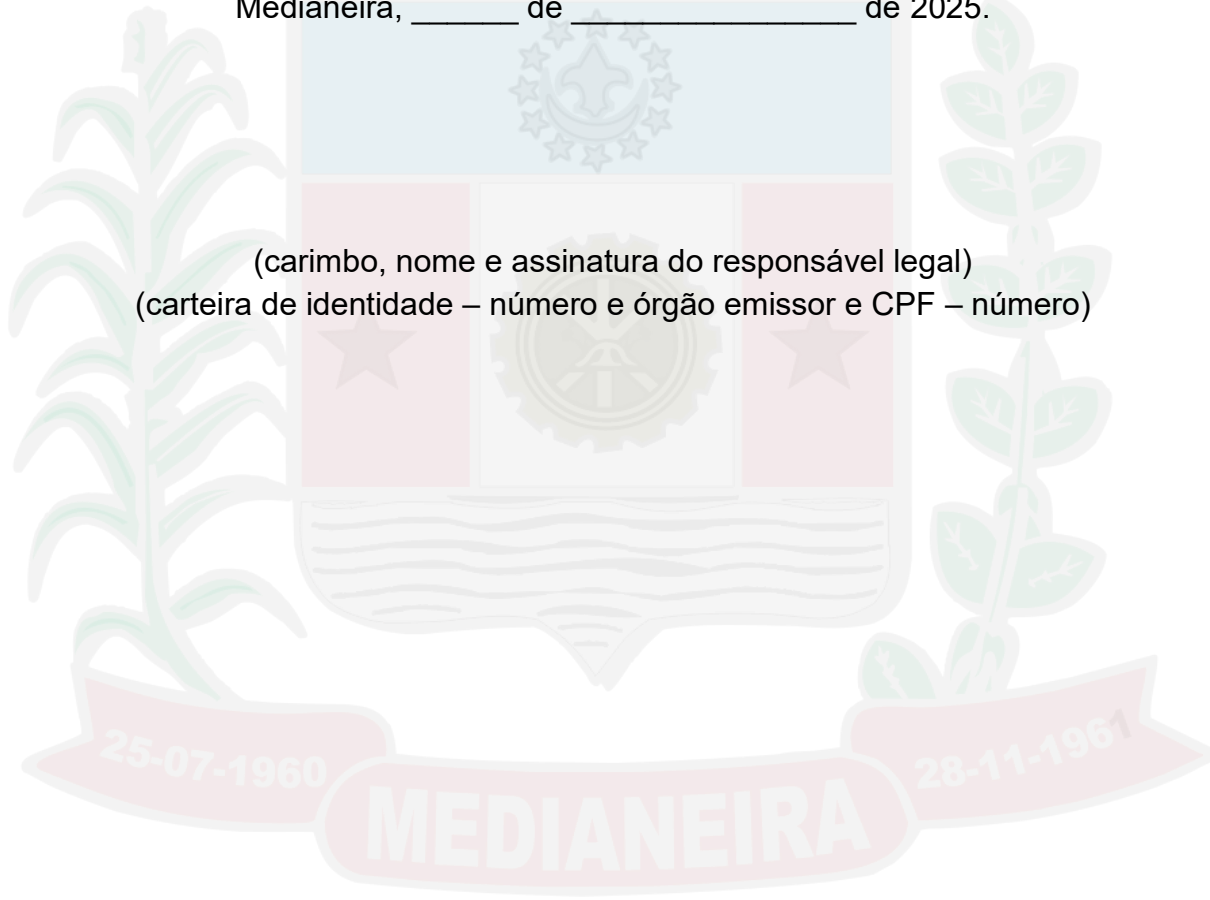 Medianeira, ______ de ________________ de 2025.
(carimbo, nome e assinatura do responsável legal)
(carteira de identidade – número e órgão emissor e CPF – número)
25-07-1960
28-11-1961
MEDIANEIRA